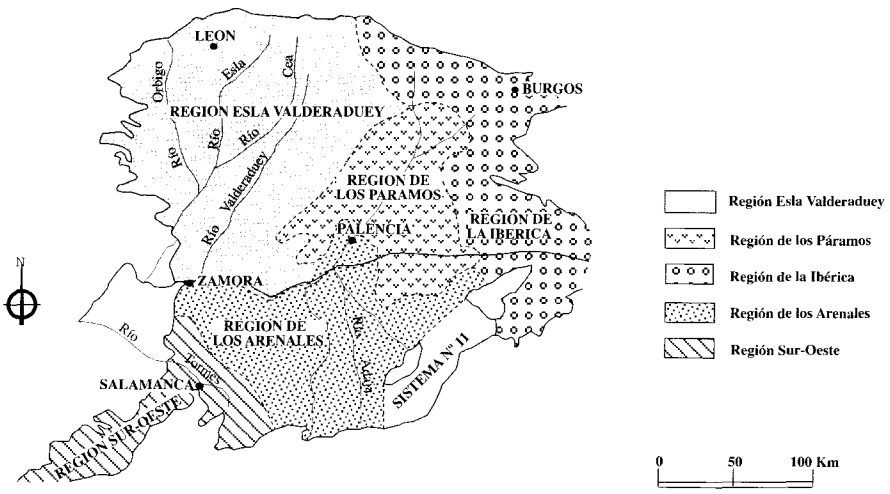 LEON
Orbigo
Esla
Cea
BURGOS
REGION ESLA VALDERADUEY
Río
Río
Río
Río Valderaduey
REGION DE
LOS PARAMOS
REGION DE
LA IBERICA
PALENCIA
N
ZAMORA
REGION DE
LOS ARENALES
Río
Tormes
Río
Adaja
SALAMANCA
SISTEMA Nº 11
REGION SUR-OESTE
Región Esla Valderaduey
Región de los Páramos
Región de la Ibérica
Región de los Arenales
Región Sur-Oeste
0 50 100 Km